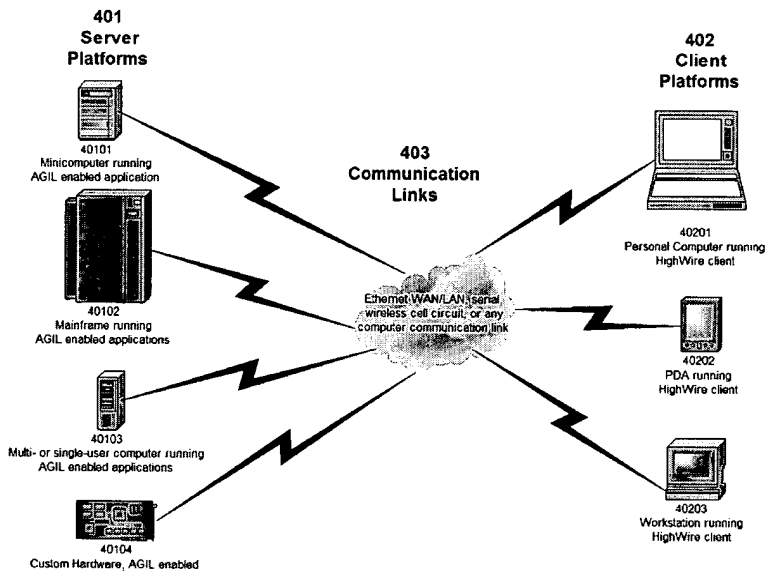 401
Server
Platforms
40101
Minicomputer running
AGIL enabled application
40102
Mainframe running
AGIL enabled applications
40103
Multi- or single-user computer running
AGIL enabled applications
40104
Custom Hardware, AGIL enabled
403
Communication
Links
Ethernet WAN/LAN, serial
wireless cell circuit, or any
computer communication link
402
Client
Platforms
40201
Personal Computer running
HighWire client
40202
PDA running
HighWire client
40203
Workstation running
HighWire client